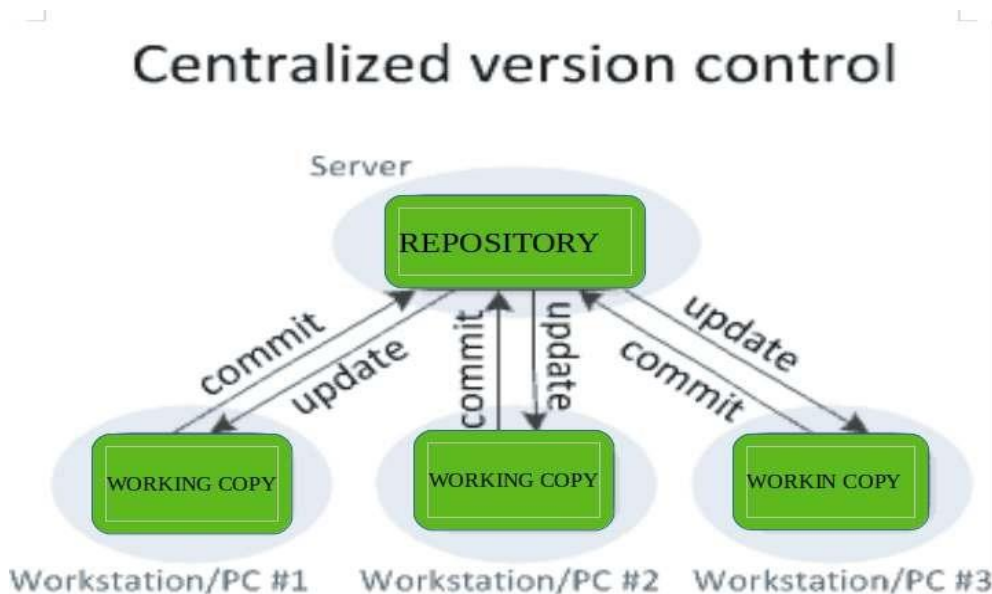 Centralized version control
Server
REPOSITORY
commit
update
commit
update
commit
update
WORKING COPY
WORKING COPY
WORKIN COPY
Workstation/PC #1
Workstation/PC #2
Workstation/PC #3